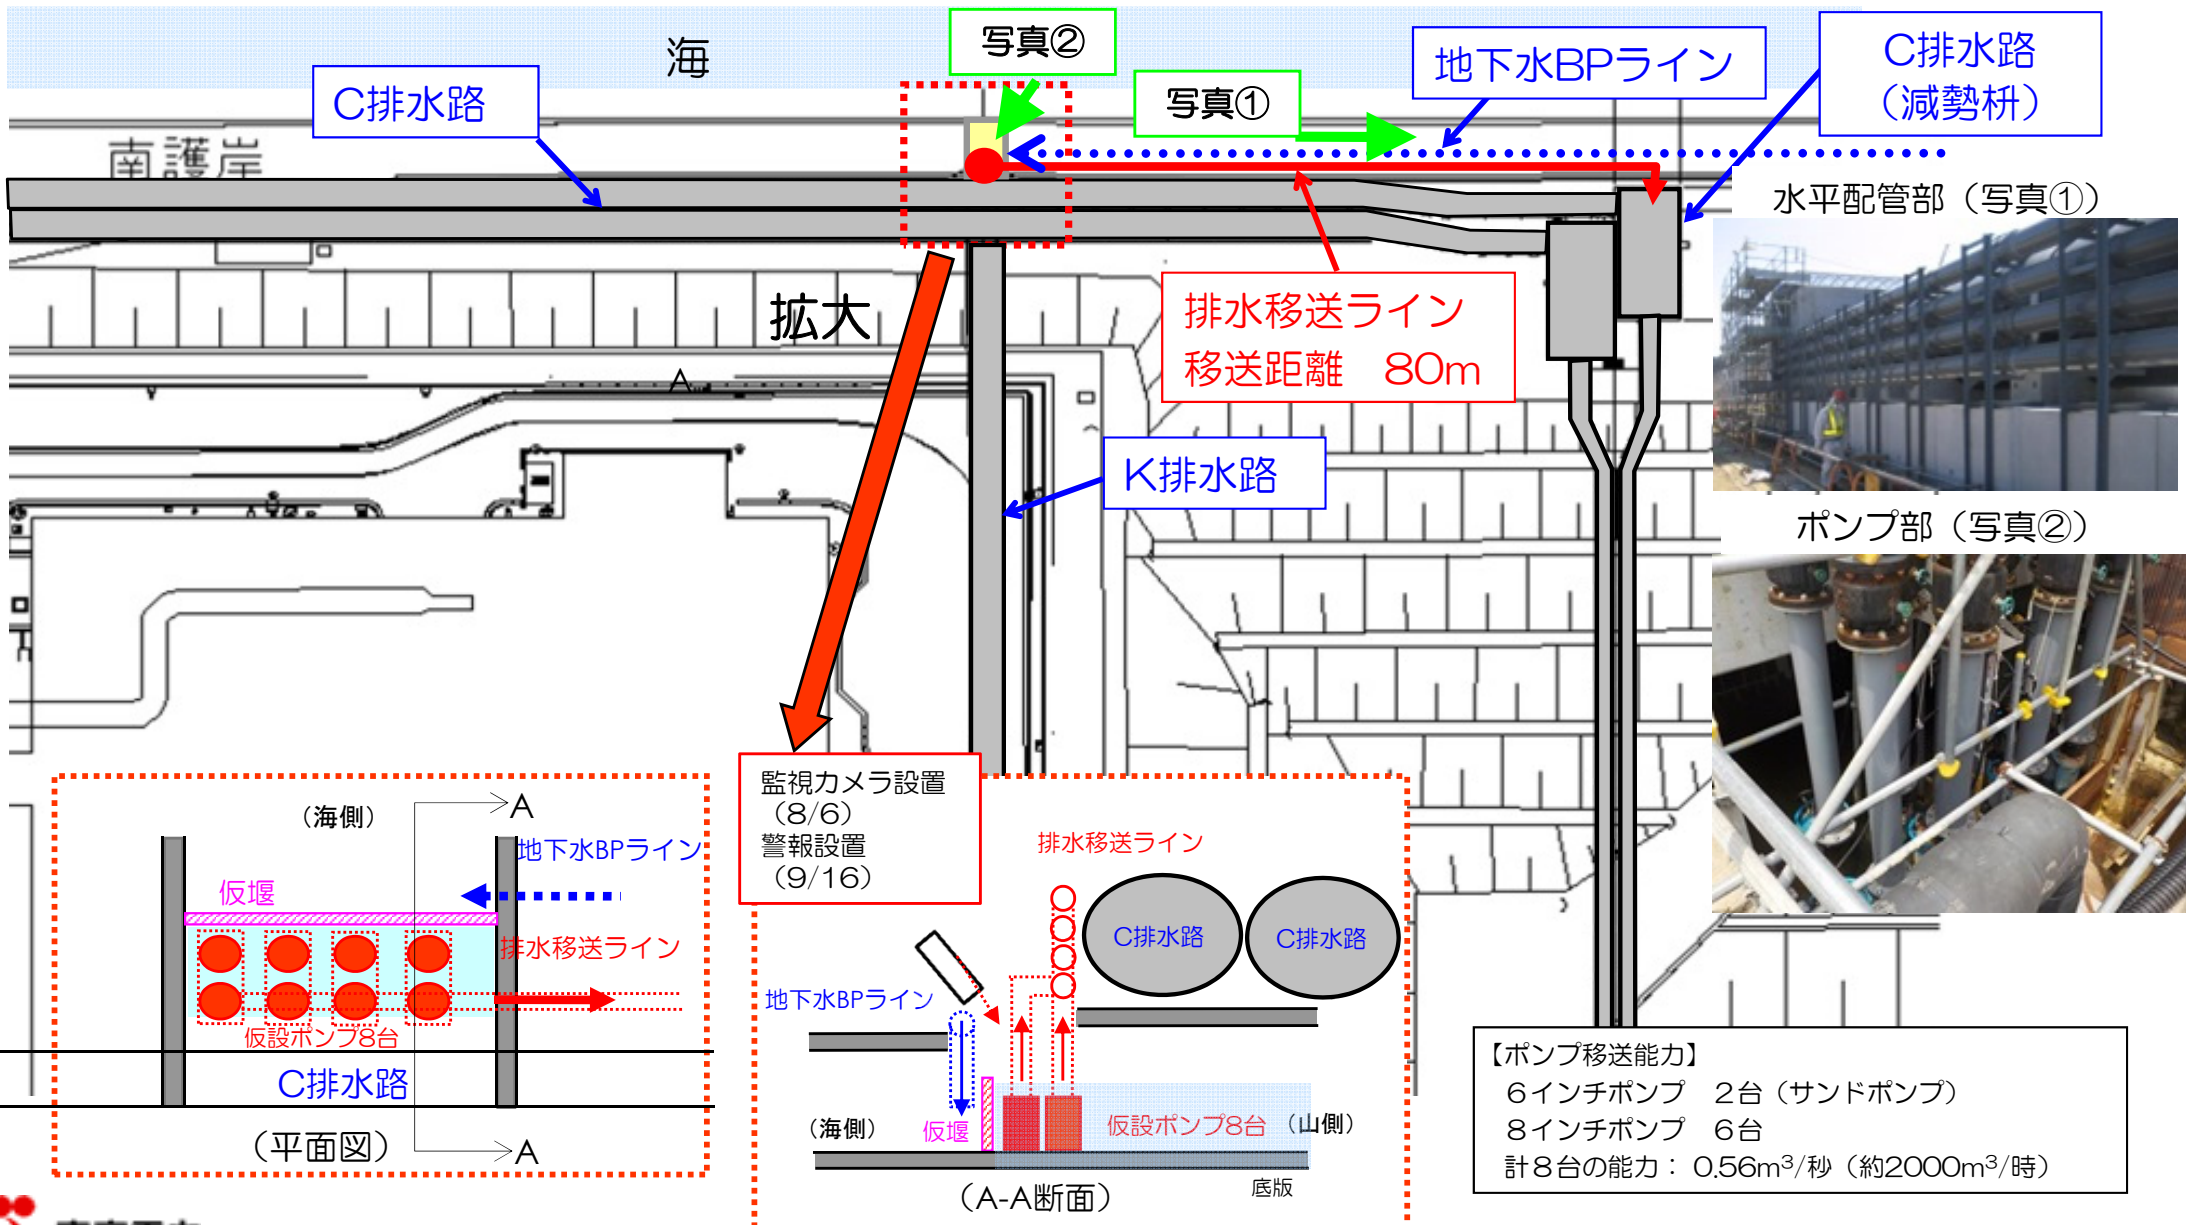 海
写真②
写真①
地下水BPライン
C排水路
（減勢枡）
C排水路
南護岸
水平配管部（写真①）
拡大
排水移送ライン
移送距離　80m
A
K排水路
ポンプ部（写真②）
監視カメラ設置
（8/6）
警報設置
（9/16）
（海側）
A
地下水BPライン
仮堰
排水移送ライン
仮設ポンプ8台
C排水路
（平面図）
A
排水移送ライン
C排水路
C排水路
地下水BPライン
（海側）
仮堰
仮設ポンプ8台
（山側）
底版
（A-A断面）
【ポンプ移送能力】
６インチポンプ　２台（サンドポンプ）
８インチポンプ　６台
計８台の能力： 0.56m³/秒（約2000m³/時）